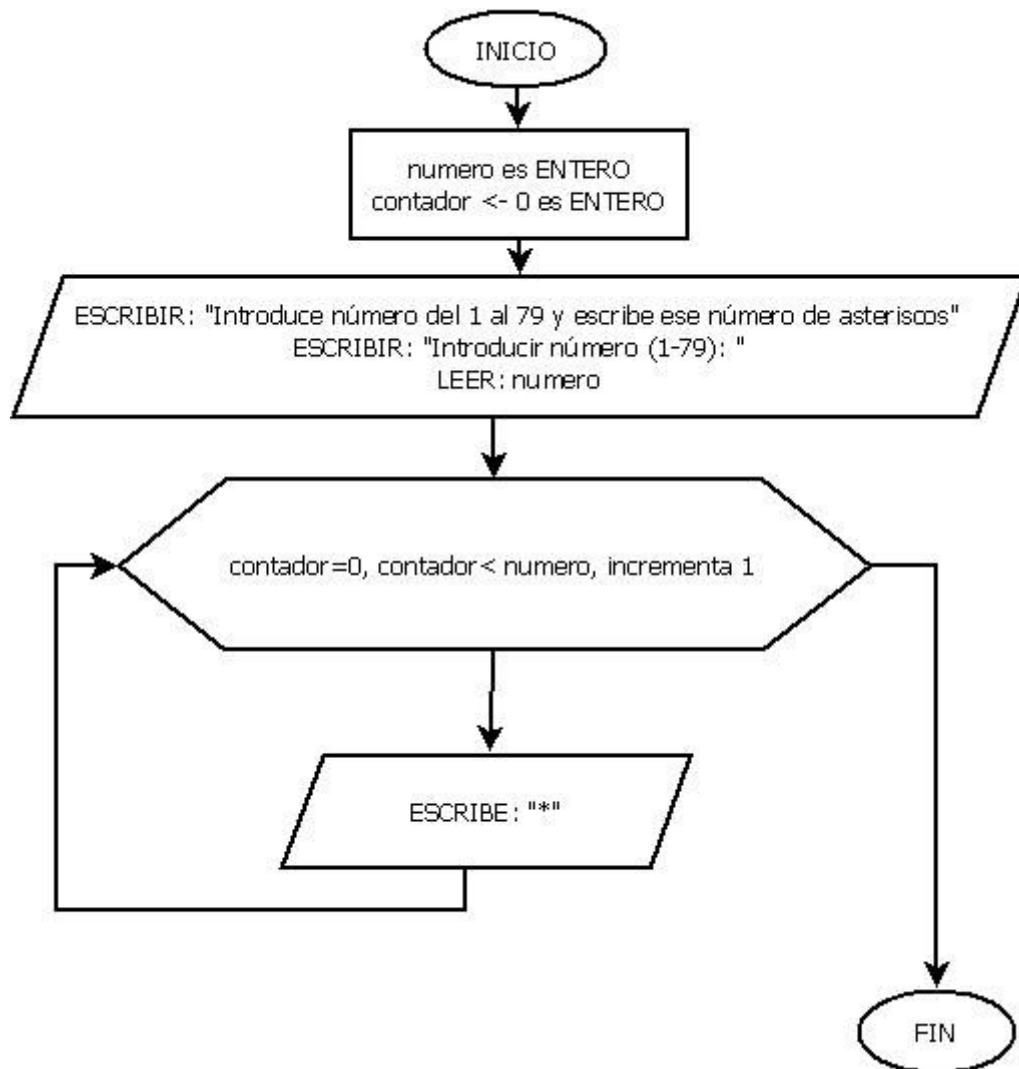 INICIO
numero es ENTERO
contador <- 0 es ENTERO
ESCRIBIR: "Introduce número del 1 al 79 y escribe ese número de asteriscos"
ESCRIBIR: "Introducir número (1-79): "
LEER: numero
contador=0, contador< numero, incrementa 1
ESCRIBE: "*"
FIN